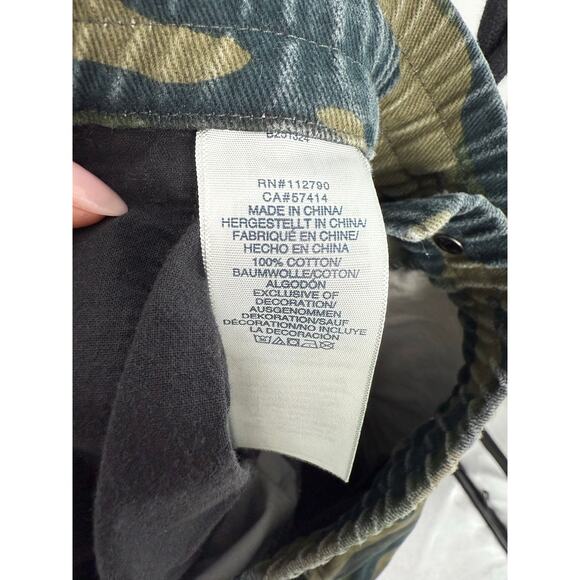 B251324
RN#112790
CA#57414
MADE IN CHINA/
HERGESTELLT IN CHINA/
FABRIQUÉ EN CHINE/
HECHO EN CHINA
100% COTTON/
BAUMWOLLE/COTON/
ALGODÓN
EXCLUSIVE OF
DECORATION/
AUSGENOMMEN
DEKORATION/SAUF
DÉCORATION/NO INCLUYE
LA DECORACIÓN